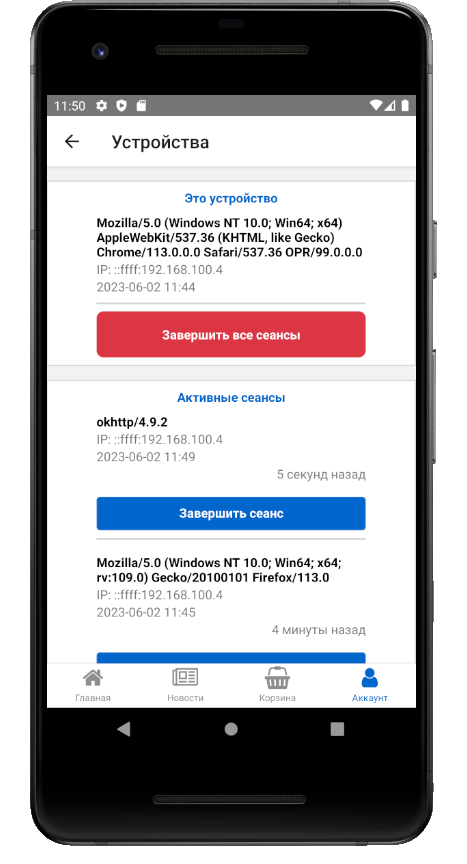 11:50
Устройства
Это устройство
Mozilla/5.0 (Windows NT 10.0; Win64; x64)
AppleWebKit/537.36 (KHTML, like Gecko)
Chrome/113.0.0.0 Safari/537.36 OPR/99.0.0.0
IP: ::ffff:192.168.100.4
2023-06-02 11:44
Завершить все сеансы
Активные сеансы
okhttp/4.9.2
IP: ::ffff:192.168.100.4
2023-06-02 11:49
5 секунд назад
Завершить сеанс
Mozilla/5.0 (Windows NT 10.0; Win64; x64;
rv:109.0) Gecko/20100101 Firefox/113.0
IP: ::ffff:192.168.100.4
2023-06-02 11:45
4 минуты назад
Главная
Новости
Корзина
Аккаунт